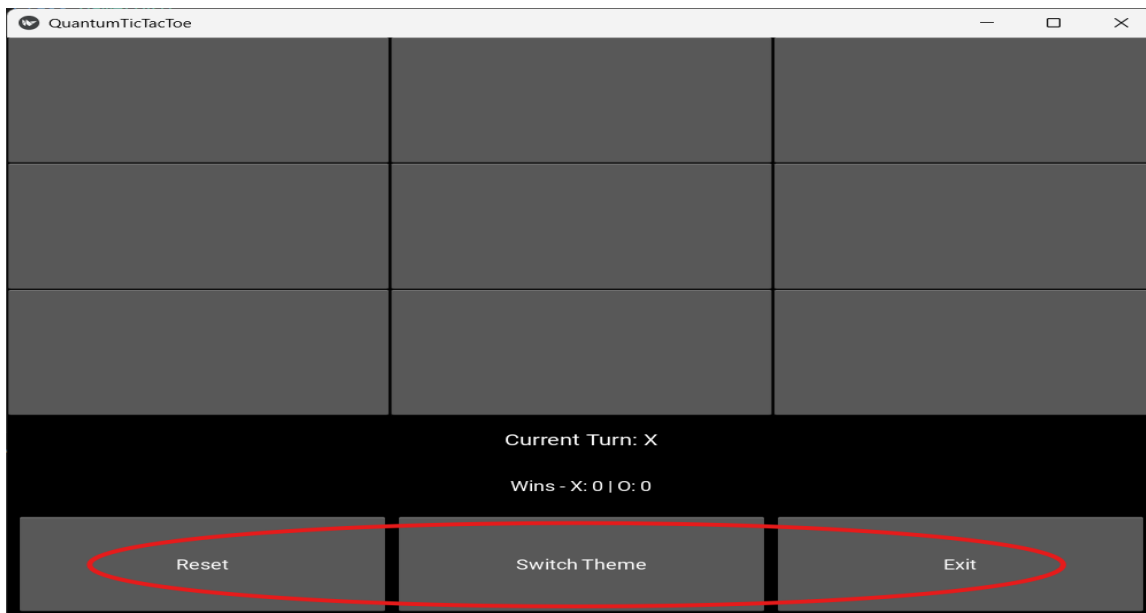 QuantumTicTacToe
Current Turn: X
Wins - X: 0 | O: 0
Reset
Switch Theme
Exit